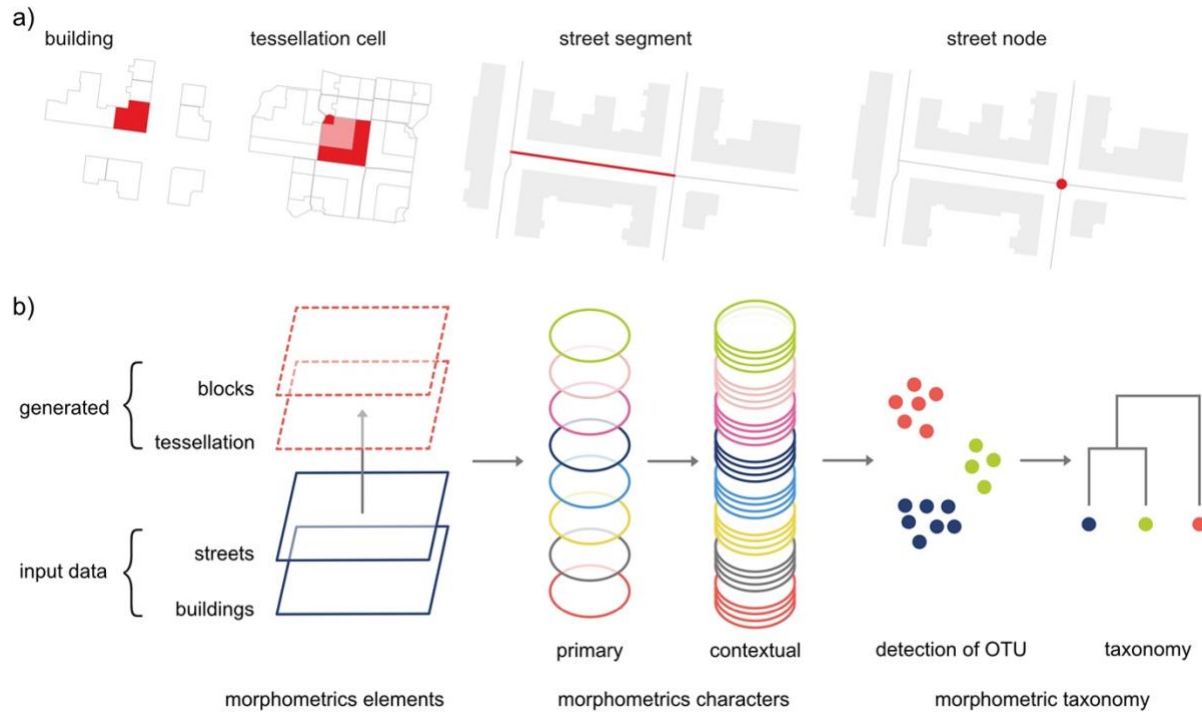 a)
building
tessellation cell
street segment
street node
b)
generated
blocks
tessellation
input data
streets
buildings
primary
contextual
detection of OTU
taxonomy
morphometrics elements
morphometrics characters
morphometric taxonomy